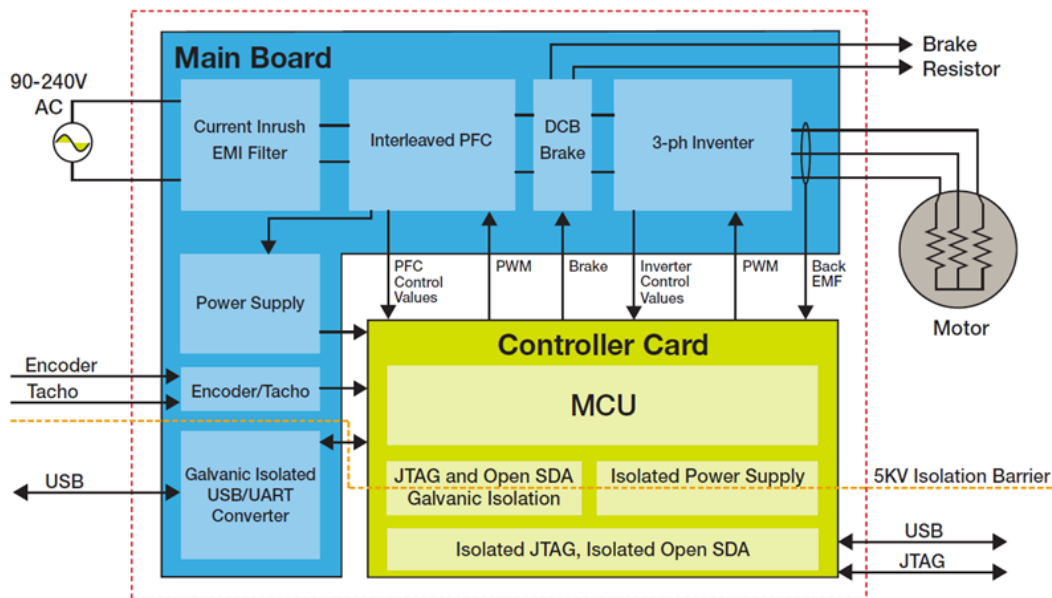 Main Board
Brake
Resistor
90-240V
AC
Current Inrush
EMI Filter
Interleaved PFC
DCB
Brake
3-ph Inventer
PFC
Control
Values
PWM
Brake
Inverter
Control
Values
PWM
Back
EMF
Motor
Power Supply
Controller Card
Encoder
Tacho
Encoder/Tacho
MCU
Galvanic Isolated
USB/UART
Converter
USB
JTAG and Open SDA
Galvanic Isolation
Isolated Power Supply
5KV Isolation Barrier
Isolated JTAG, Isolated Open SDA
USB
JTAG